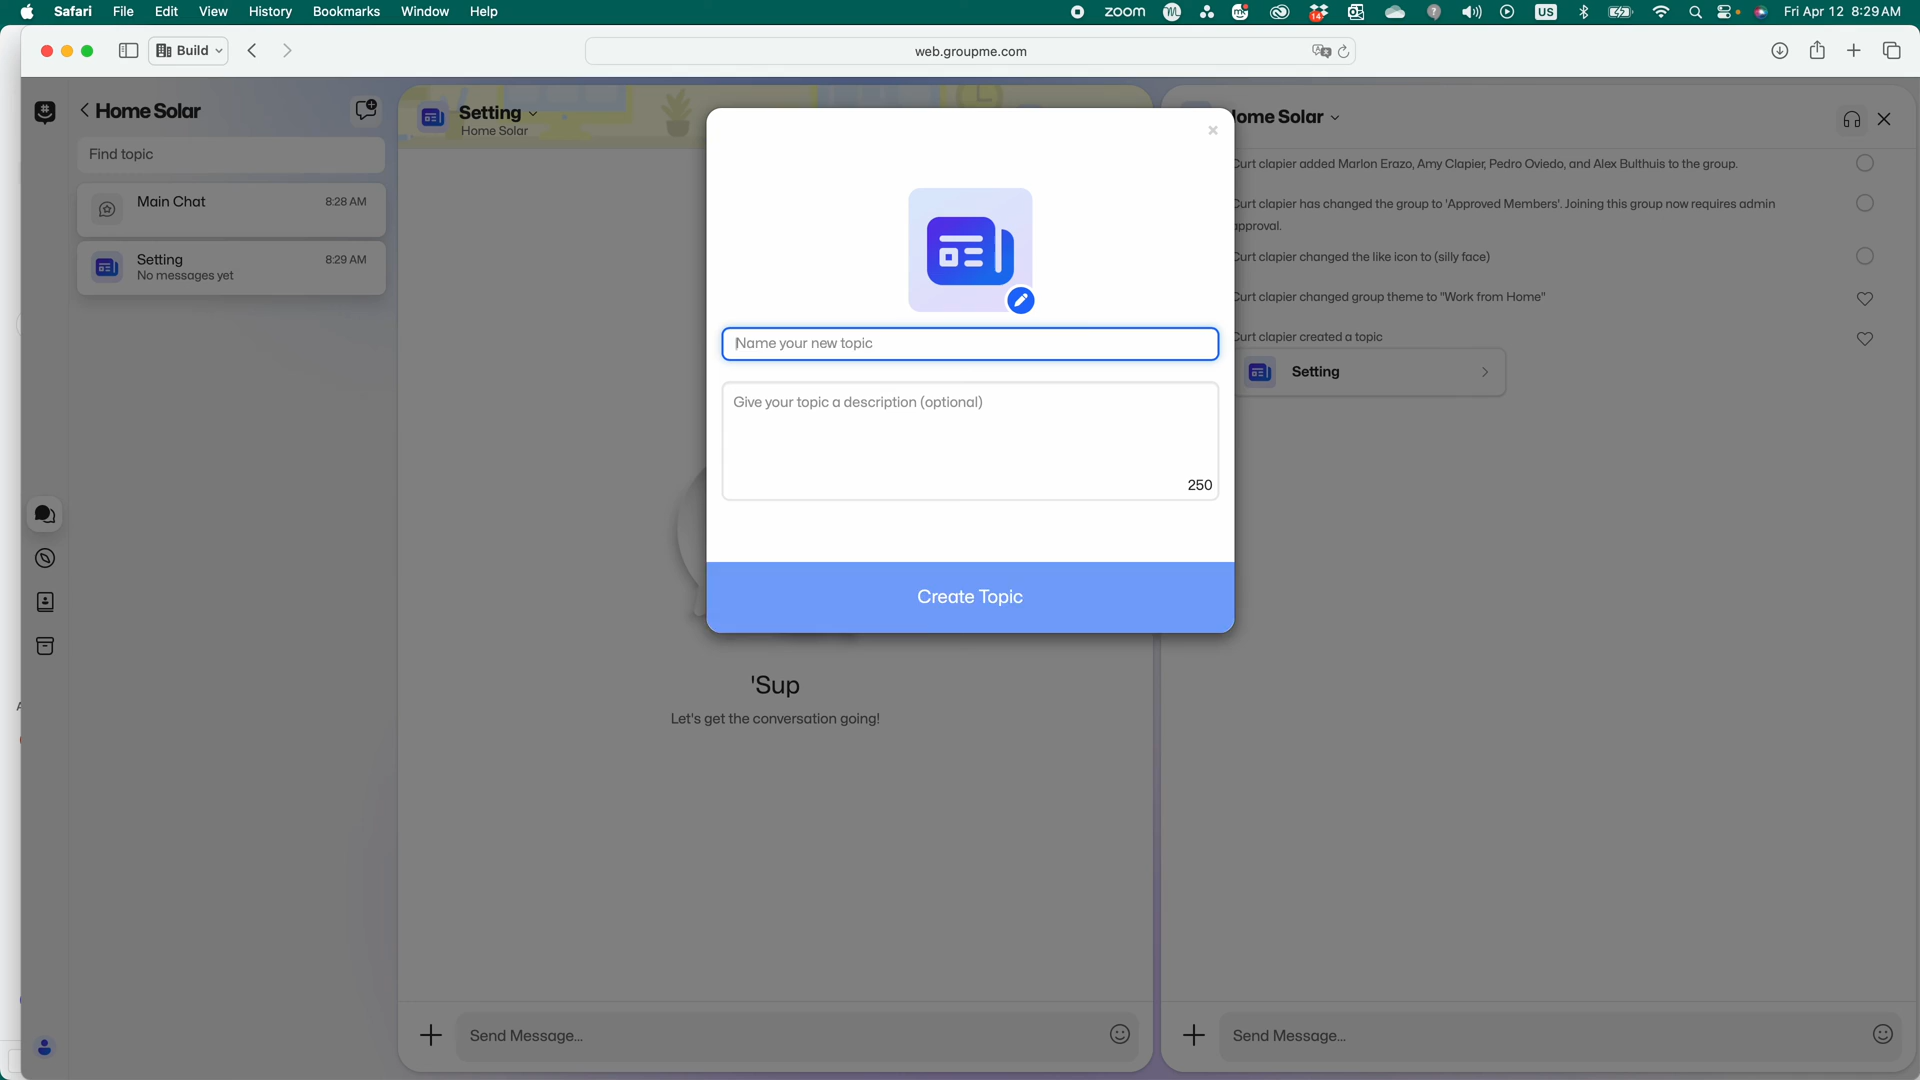 Safari File Edit View History Bookmarks Window Help
zoom
14
US
Fri Apr 12 8:29 AM
Build
web.groupme.com
Home Solar
Find topic
Main Chat 8:28 AM
Setting 8:29 AM
No messages yet
Setting
Home Solar
'Sup
Let's get the conversation going!
Send Message...
×
Name your new topic
Give your topic a description (optional)
250
Create Topic
ome Solar
Curt clapier added Marlon Erazo, Amy Clapier, Pedro Oviedo, and Alex Bulthuis to the group.
Curt clapier has changed the group to 'Approved Members'. Joining this group now requires admin
approval.
Curt clapier changed the like icon to (silly face)
Curt clapier changed group theme to "Work from Home"
Curt clapier created a topic
Setting
Send Message...